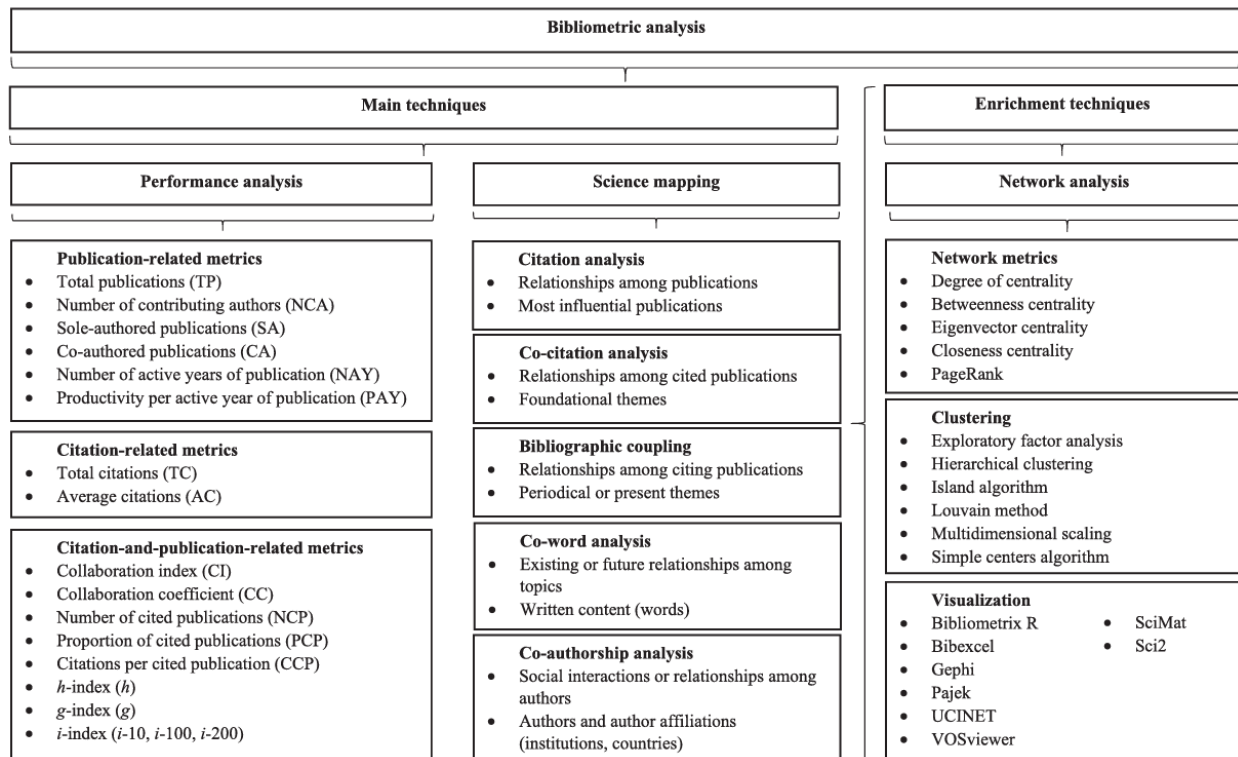 Bibliometric analysis
Main techniques
Enrichment techniques
Performance analysis
Science mapping
Network analysis
Publication-related metrics
• Total publications (TP)
• Number of contributing authors (NCA)
• Sole-authored publications (SA)
• Co-authored publications (CA)
• Number of active years of publication (NAY)
• Productivity per active year of publication (PAY)
Citation-related metrics
• Total citations (TC)
• Average citations (AC)
Citation-and-publication-related metrics
• Collaboration index (CI)
• Collaboration coefficient (CC)
• Number of cited publications (NCP)
• Proportion of cited publications (PCP)
• Citations per cited publication (CCP)
• h-index (h)
• g-index (g)
• i-index (i-10, i-100, i-200)
Citation analysis
• Relationships among publications
• Most influential publications
Co-citation analysis
• Relationships among cited publications
• Foundational themes
Bibliographic coupling
• Relationships among citing publications
• Periodical or present themes
Co-word analysis
• Existing or future relationships among
topics
• Written content (words)
Co-authorship analysis
• Social interactions or relationships among
authors
• Authors and author affiliations
(institutions, countries)
Network metrics
• Degree of centrality
• Betweenness centrality
• Eigenvector centrality
• Closeness centrality
• PageRank
Clustering
• Exploratory factor analysis
• Hierarchical clustering
• Island algorithm
• Louvain method
• Multidimensional scaling
• Simple centers algorithm
Visualization
• Bibliometrix R
• Bibexcel
• Gephi
• Pajek
• UCINET
• VOSviewer
• SciMat
• Sci2